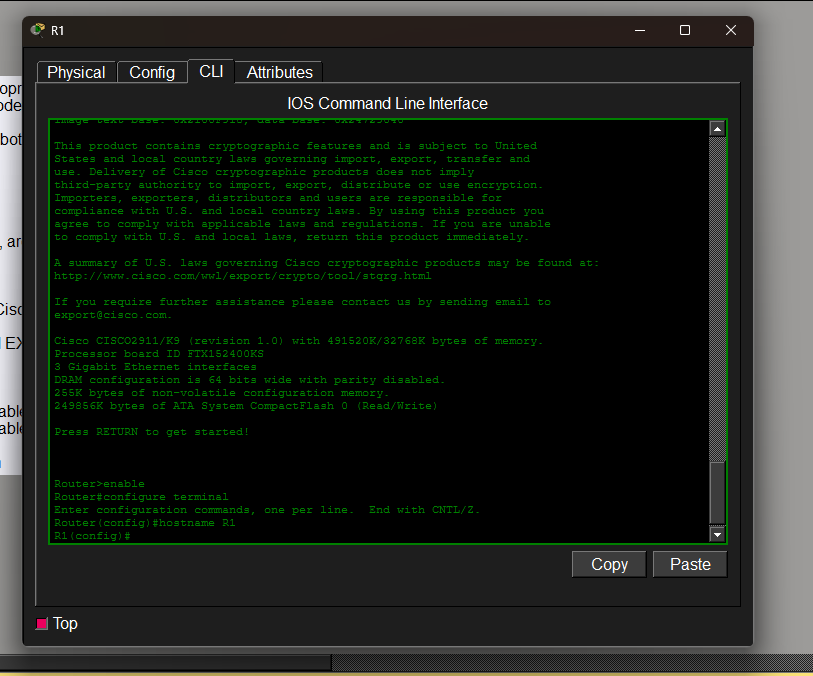 R1
Physical
Config
CLI
Attributes
IOS Command Line Interface
This product contains cryptographic features and is subject to United
States and local country laws governing import, export, transfer and
use. Delivery of Cisco cryptographic products does not imply
third-party authority to import, export, distribute or use encryption.
Importers, exporters, distributors and users are responsible for
compliance with U.S. and local country laws. By using this product you
agree to comply with applicable laws and regulations. If you are unable
to comply with U.S. and local laws, return this product immediately.
A summary of U.S. laws governing Cisco cryptographic products may be found at:
http://www.cisco.com/wwl/export/crypto/tool/stqrg.html
If you require further assistance please contact us by sending email to
export@cisco.com.
Cisco CISCO2911/K9 (revision 1.0) with 491520K/32768K bytes of memory.
Processor board ID FTX152400KS
3 Gigabit Ethernet interfaces
DRAM configuration is 64 bits wide with parity disabled.
255K bytes of non-volatile configuration memory.
249856K bytes of ATA System CompactFlash 0 (Read/Write)
Press RETURN to get started!
Router>enable
Router#configure terminal
Enter configuration commands, one per line.  End with CNTL/Z.
Router(config)#hostname R1
R1(config)#
Copy
Paste
Top